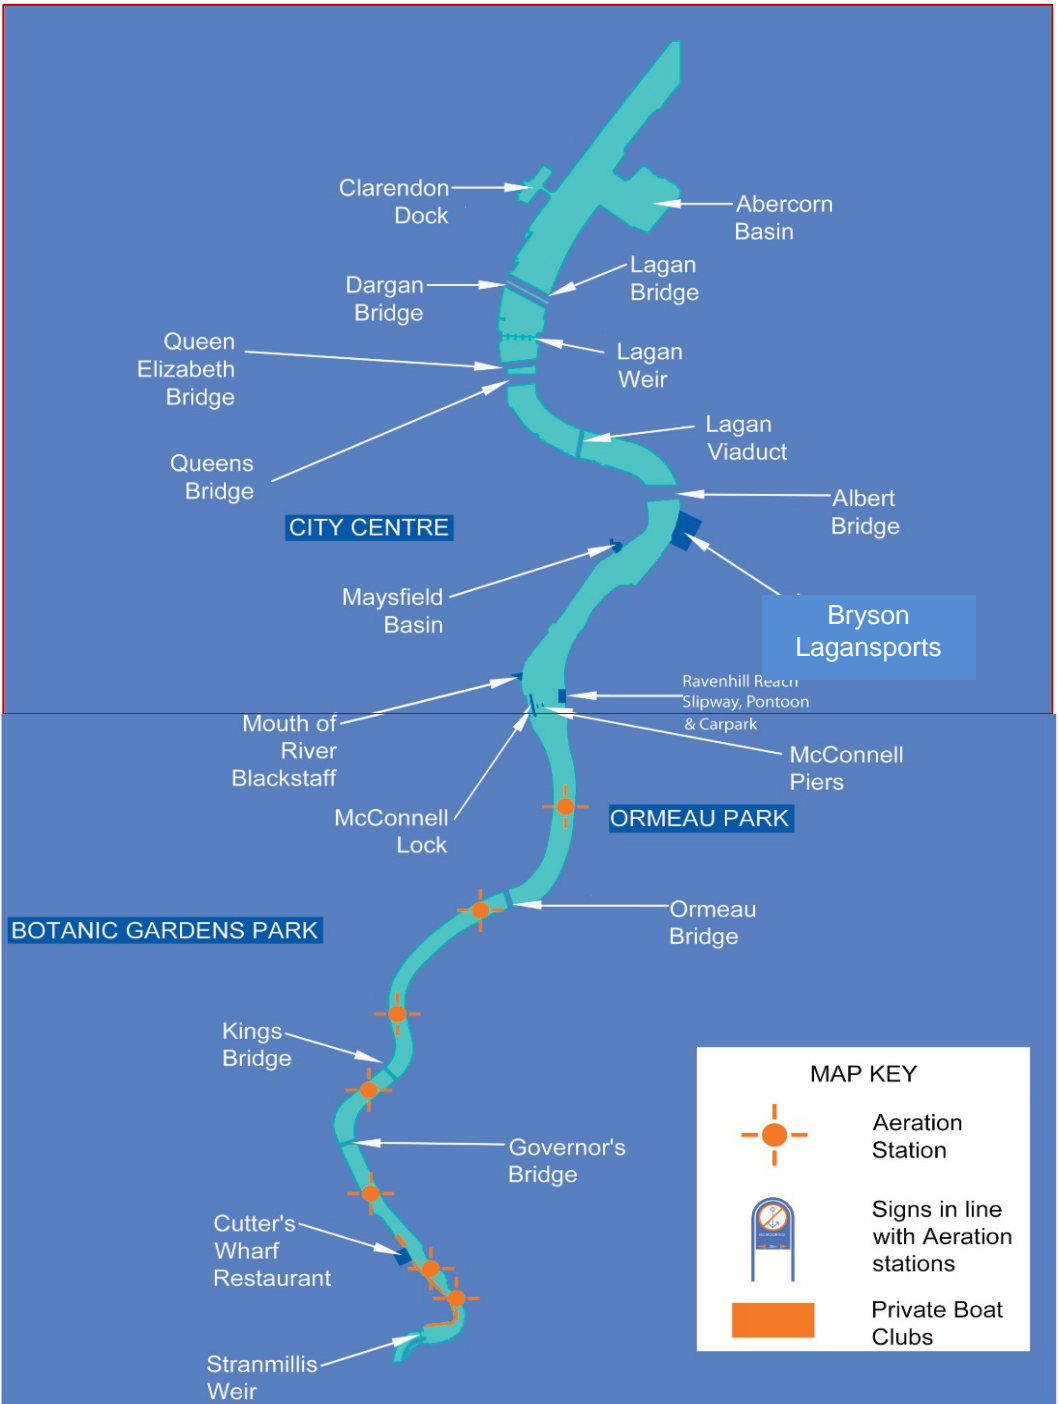 Clarendon
Dock
Abercorn
Basin
Lagan
Bridge
Dargan
Bridge
Queen
Elizabeth
Bridge
Lagan
Weir
Lagan
Viaduct
Queens
Bridge
Albert
Bridge
CITY CENTRE
Maysfield
Basin
Bryson
Lagansports
Ravenhill Reach
Slipway, Pontoon
& Carpark
Mouth of
River
Blackstaff
McConnell
Piers
McConnell
Lock
ORMEAU PARK
Ormeau
Bridge
BOTANIC GARDENS PARK
Kings
Bridge
Governor's
Bridge
Cutter's
Wharf
Restaurant
Stranmillis
Weir
MAP KEY
Aeration
Station
Signs in line
with Aeration
stations
Private Boat
Clubs